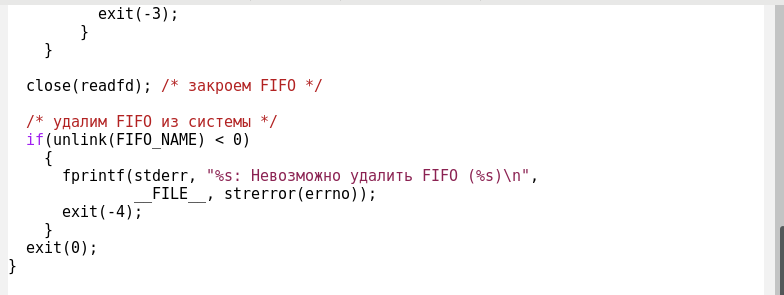 exit(-3);
}
}
close(readfd); /* закроем FIFO */
/* удалим FIFO из системы */
if(unlink(FIFO_NAME) < 0)
{
fprintf(stderr, "%s: Невозможно удалить FIFO (%s)\n",
__FILE__, strerror(errno));
exit(-4);
}
exit(0);
}